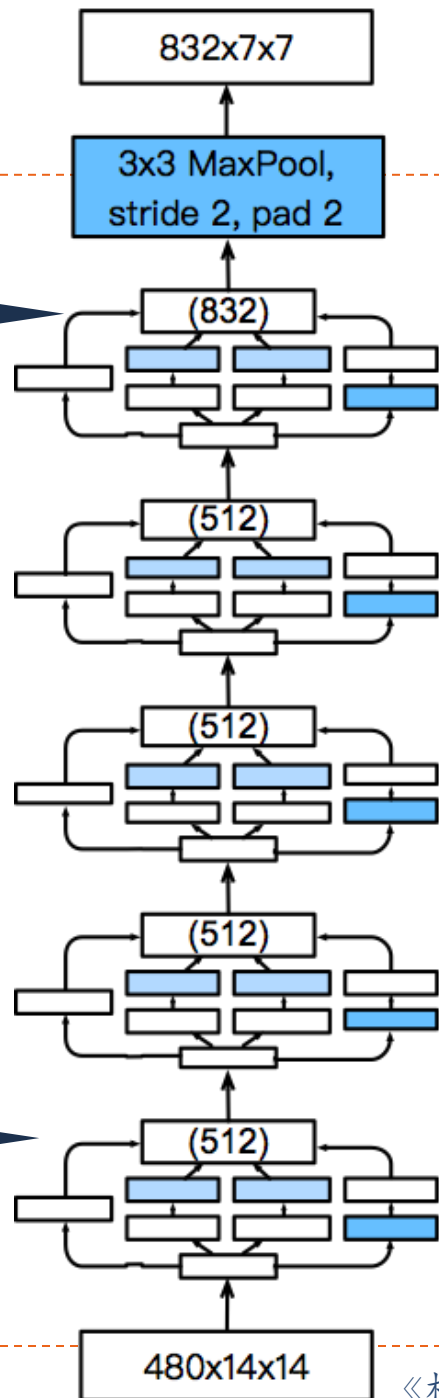 832x7x7
3x3 MaxPool,
stride 2, pad 2
(832)
(512)
(512)
(512)
(512)
480x14x14